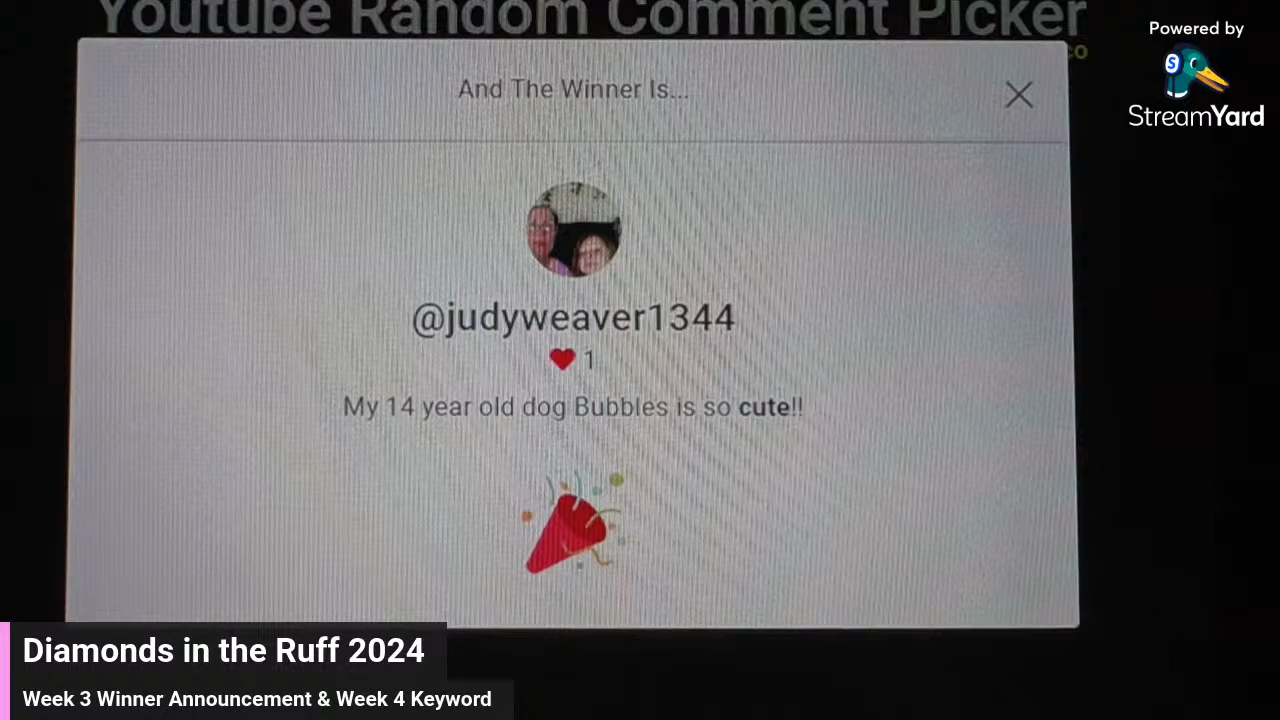 Youtube Random Comment Picker
Powered by
StreamYard
co
And The Winner Is...
@judyweaver1344
1
My 14 year old dog Bubbles is so cute!!
Diamonds in the Ruff 2024
Week 3 Winner Announcement & Week 4 Keyword